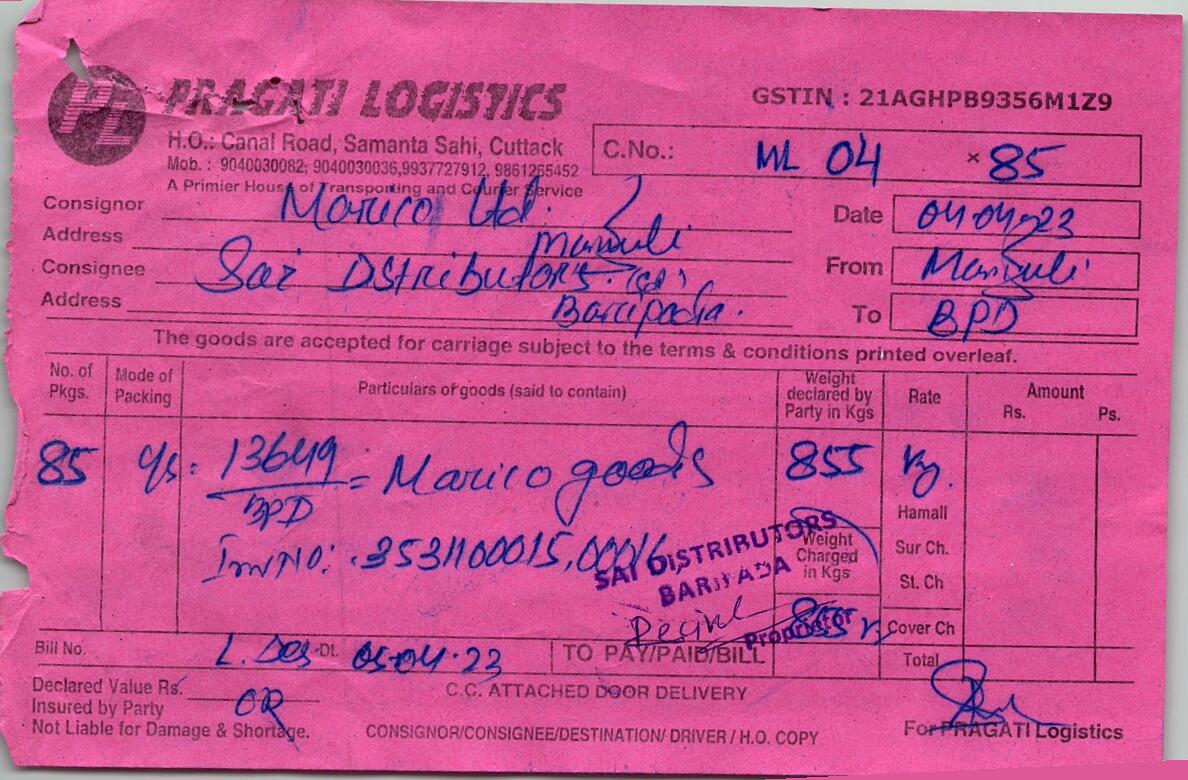 PL PRAGATI LOGISTICS
GSTIN : 21AGHPB9356M1Z9
H.O.: Canal Road, Samanta Sahi, Cuttack
Mob. : 9040030082, 9040030036,9937727912, 9861265452
A Primier House of Transporting and Courier Service
C.No.: ML 04 × 85
Consignor Marico Ltd.
Date 04-04-23
Address Manguli
Consignee Sai Distributors
From Manguli
Address Baripada.
To BPD
The goods are accepted for carriage subject to the terms & conditions printed overleaf.
No. of Pkgs. Mode of Packing Particulars of goods (said to contain) Weight declared by Party in Kgs Rate Amount Rs. Ps.
85 13649 = Marico goods 855 Kg.
BPD
Hamali
Inv No: 3531100015,00016
SAI DISTRIBUTORS
BARIPADA
Proprietor
Weight Charged in Kgs
Sur Ch.
St. Ch
855
Cover Ch
Bill No. Dt. 05-04-23 TO PAY/PAID/BILL Total
Declared Value Rs.
C.C. ATTACHED DOOR DELIVERY
Insured by Party OR
Not Liable for Damage & Shortage.
CONSIGNOR/CONSIGNEE/DESTINATION/ DRIVER / H.O. COPY
For PRAGATI Logistics